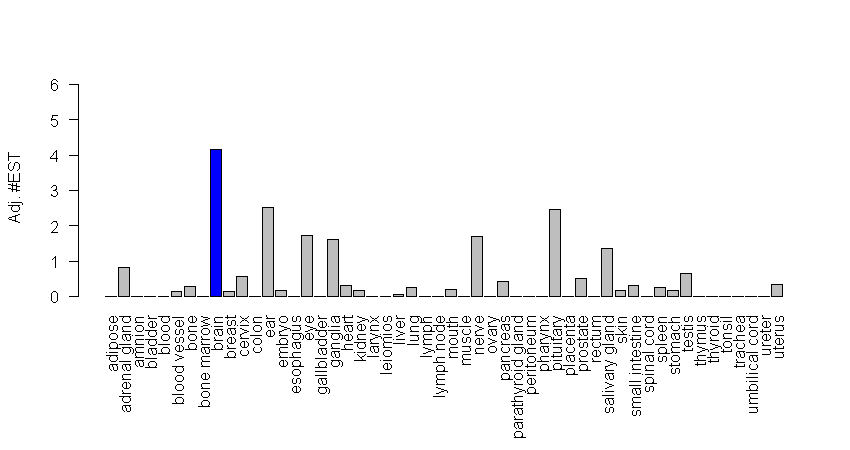 6
5
4
3
2
1
0
Adj. #EST
adipose
adrenal gland
amnion
bladder
blood
blood vessel
bone
bone marrow
brain
breast
cervix
colon
ear
embryo
esophagus
eye
gallbladder
ganglia
heart
kidney
larynx
leiomios
liver
lung
lymph
lymph node
mouth
muscle
nerve
ovary
pancreas
parathyroid gland
peritoneum
pharynx
pituitary
placenta
prostate
rectum
salivary gland
skin
small intestine
spinal cord
spleen
stomach
testis
thymus
thyroid
tonsil
trachea
umbilical cord
ureter
uterus